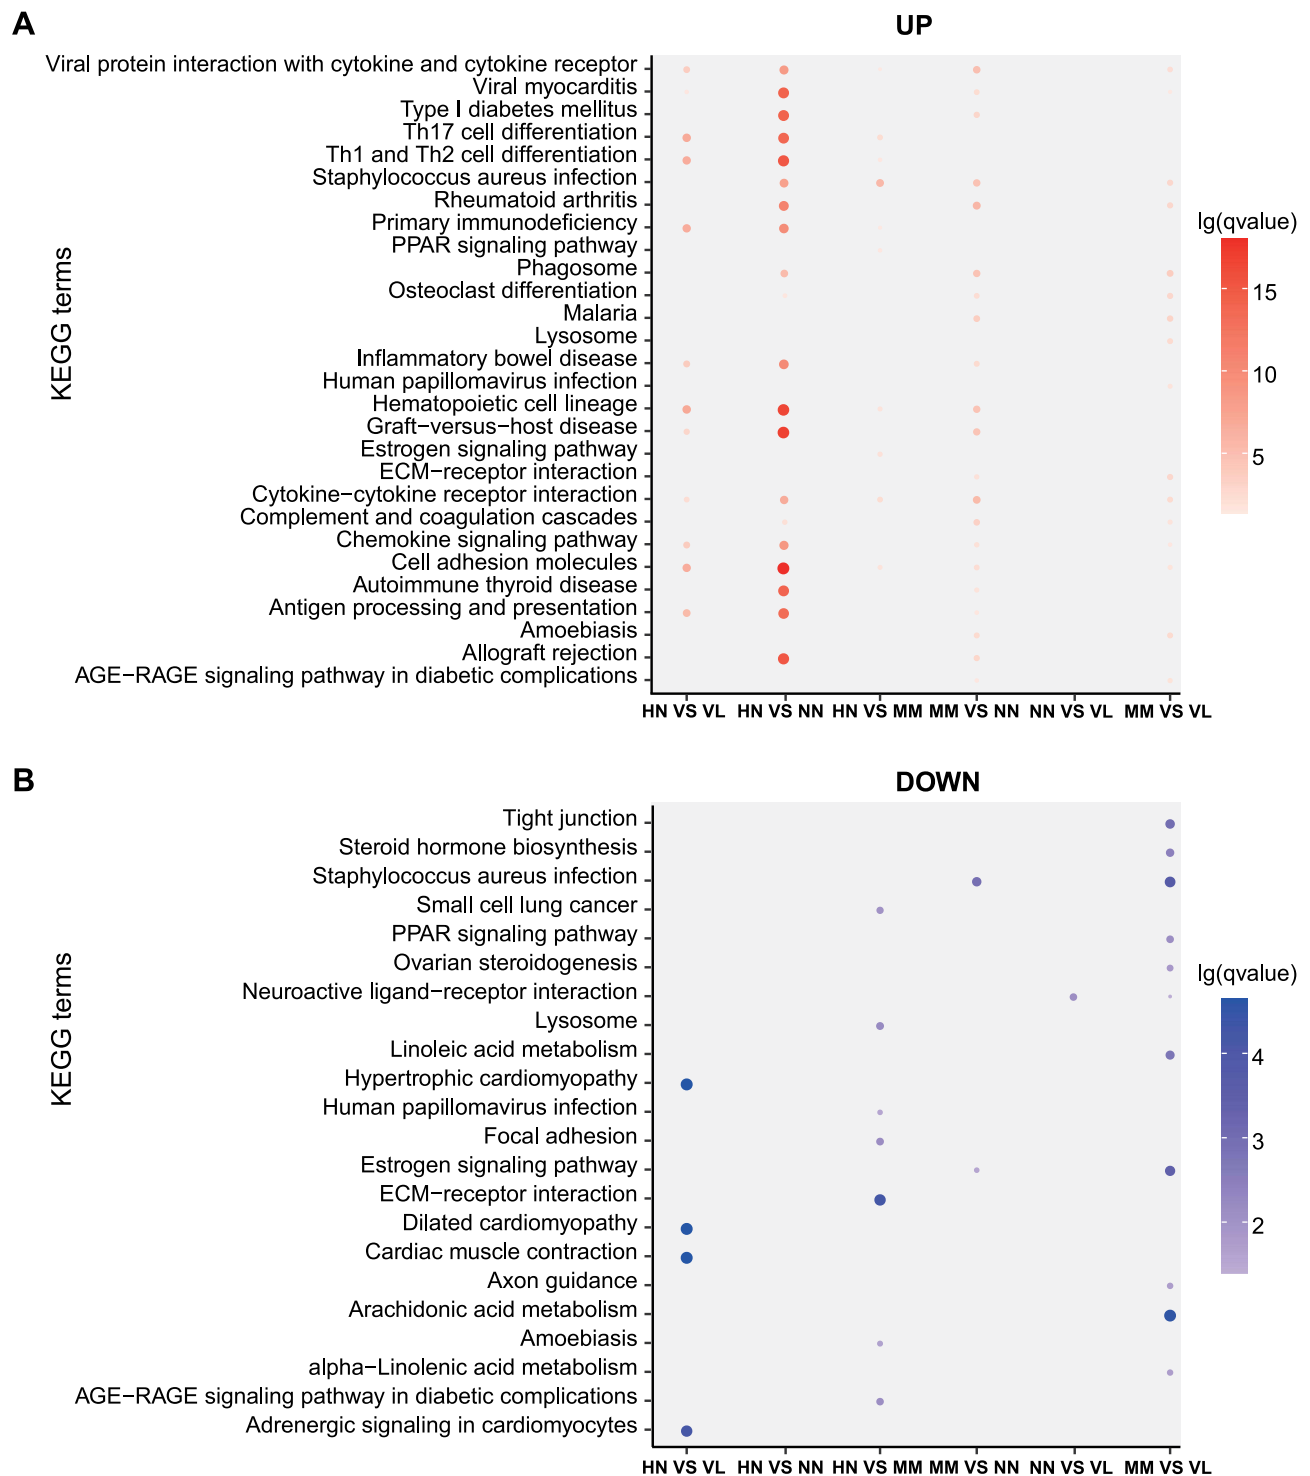 A
UP
Viral protein interaction with cytokine and cytokine receptor
Viral myocarditis
Type I diabetes mellitus
Th17 cell differentiation
Th1 and Th2 cell differentiation
Staphylococcus aureus infection
Rheumatoid arthritis
Primary immunodeficiency
PPAR signaling pathway
Phagosome
Osteoclast differentiation
Malaria
Lysosome
Inflammatory bowel disease
Human papillomavirus infection
Hematopoietic cell lineage
Graft−versus−host disease
Estrogen signaling pathway
ECM−receptor interaction
Cytokine−cytokine receptor interaction
Complement and coagulation cascades
Chemokine signaling pathway
Cell adhesion molecules
Autoimmune thyroid disease
Antigen processing and presentation
Amoebiasis
Allograft rejection
AGE−RAGE signaling pathway in diabetic complications
KEGG terms
HN VS VL HN VS NN HN VS MM MM VS NN NN VS VL MM VS VL
lg(qvalue)
15
10
5
B
DOWN
Tight junction
Steroid hormone biosynthesis
Staphylococcus aureus infection
Small cell lung cancer
PPAR signaling pathway
Ovarian steroidogenesis
Neuroactive ligand−receptor interaction
Lysosome
Linoleic acid metabolism
Hypertrophic cardiomyopathy
Human papillomavirus infection
Focal adhesion
Estrogen signaling pathway
ECM−receptor interaction
Dilated cardiomyopathy
Cardiac muscle contraction
Axon guidance
Arachidonic acid metabolism
Amoebiasis
alpha−Linolenic acid metabolism
AGE−RAGE signaling pathway in diabetic complications
Adrenergic signaling in cardiomyocytes
KEGG terms
HN VS VL HN VS NN HN VS MM MM VS NN NN VS VL MM VS VL
lg(qvalue)
4
3
2